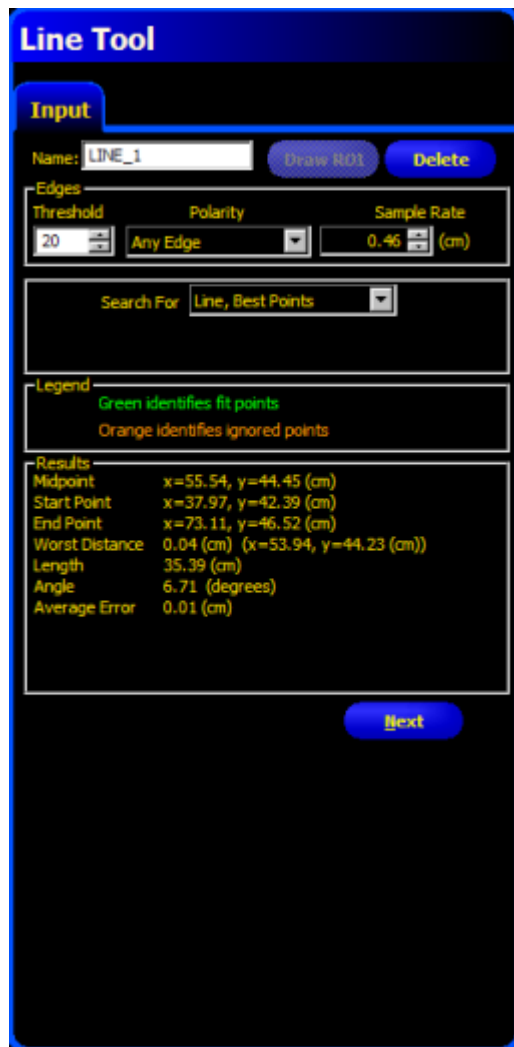 Line Tool
Input
Name: LINE_1 Draw ROI Delete
Edges
Threshold Polarity Sample Rate
20 Any Edge 0.46 (cm)
Search For Line, Best Points
Legend
Green identifies fit points
Orange identifies ignored points
Results
Midpoint x=55.54, y=44.45 (cm)
Start Point x=37.97, y=42.39 (cm)
End Point x=73.11, y=46.52 (cm)
Worst Distance 0.04 (cm) (x=53.94, y=44.23 (cm))
Length 35.39 (cm)
Angle 6.71 (degrees)
Average Error 0.01 (cm)
Next